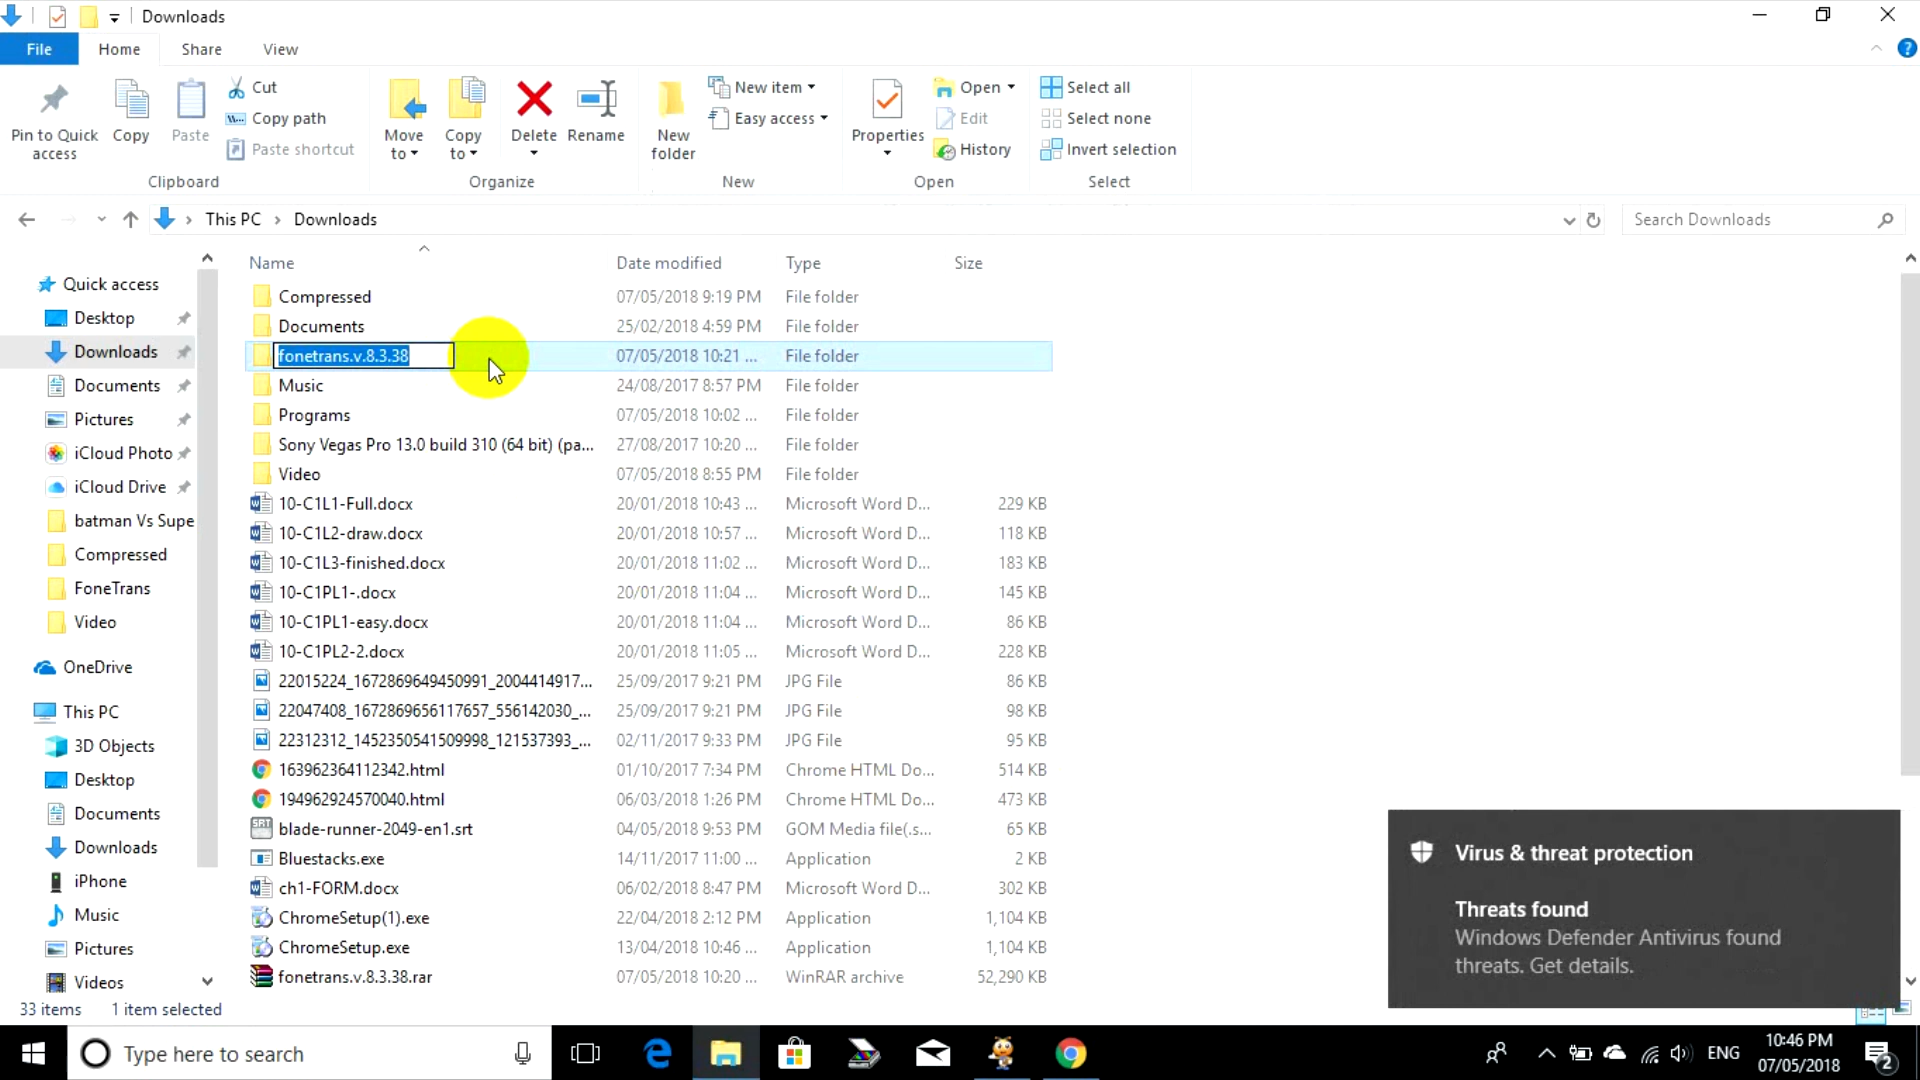 Downloads
File Home Share View
Pin to Quick access
Copy
Paste
Cut
Copy path
Paste shortcut
Clipboard
Move to
Copy to
Delete
Rename
Organize
New folder
New item
Easy access
New
Properties
Open
Edit
History
Open
Select all
Select none
Invert selection
Select
This PC > Downloads
Search Downloads
Quick access
Desktop
Downloads
Documents
Pictures
iCloud Photo
iCloud Drive
batman Vs Supe
Compressed
FoneTrans
Video
OneDrive
This PC
3D Objects
Desktop
Documents
Downloads
iPhone
Music
Pictures
Videos
Name Date modified Type Size
Compressed 07/05/2018 9:19 PM File folder
Documents 25/02/2018 4:59 PM File folder
fonetrans.v.8.3.38 07/05/2018 10:21 ... File folder
Music 24/08/2017 8:57 PM File folder
Programs 07/05/2018 10:02 ... File folder
Sony Vegas Pro 13.0 build 310 (64 bit) (pa... 27/08/2017 10:20 ... File folder
Video 07/05/2018 8:55 PM File folder
10-C1L1-Full.docx 20/01/2018 10:43 ... Microsoft Word D... 229 KB
10-C1L2-draw.docx 20/01/2018 10:57 ... Microsoft Word D... 118 KB
10-C1L3-finished.docx 20/01/2018 11:02 ... Microsoft Word D... 183 KB
10-C1PL1-.docx 20/01/2018 11:04 ... Microsoft Word D... 145 KB
10-C1PL1-easy.docx 20/01/2018 11:04 ... Microsoft Word D... 86 KB
10-C1PL2-2.docx 20/01/2018 11:05 ... Microsoft Word D... 228 KB
22015224_1672869649450991_2004414917... 25/09/2017 9:21 PM JPG File 86 KB
22047408_1672869656117657_556142030_... 25/09/2017 9:21 PM JPG File 98 KB
22312312_1452350541509998_121537393_... 02/11/2017 9:33 PM JPG File 95 KB
163962364112342.html 01/10/2017 7:34 PM Chrome HTML Do... 514 KB
194962924570040.html 06/03/2018 1:26 PM Chrome HTML Do... 473 KB
blade-runner-2049-en1.srt 04/05/2018 9:53 PM GOM Media file(.s... 65 KB
Bluestacks.exe 14/11/2017 11:00 ... Application 2 KB
ch1-FORM.docx 06/02/2018 8:47 PM Microsoft Word D... 302 KB
ChromeSetup(1).exe 22/04/2018 2:12 PM Application 1,104 KB
ChromeSetup.exe 13/04/2018 10:46 ... Application 1,104 KB
fonetrans.v.8.3.38.rar 07/05/2018 10:20 ... WinRAR archive 52,290 KB
Virus & threat protection
Threats found
Windows Defender Antivirus found
threats. Get details.
33 items 1 item selected
Type here to search
ENG
10:46 PM
07/05/2018
2